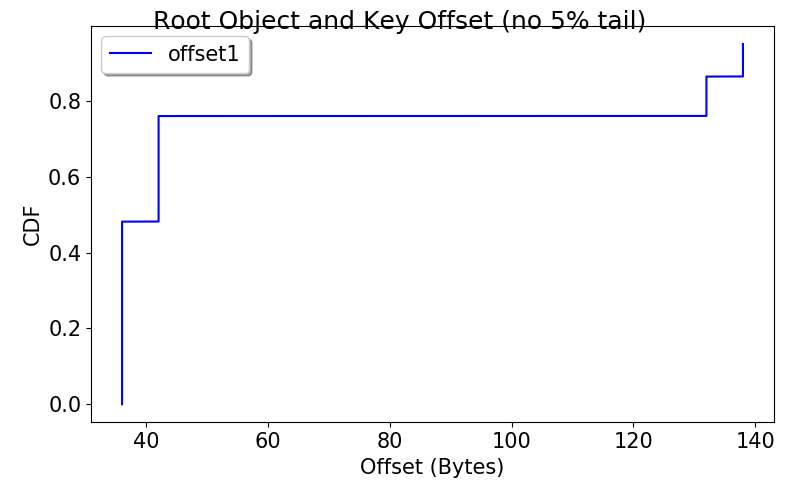 Root Object and Key Offset (no 5% tail)
offset1
0.8
0.6
0.4
0.2
0.0
CDF
40 60 80 100 120 140
Offset (Bytes)